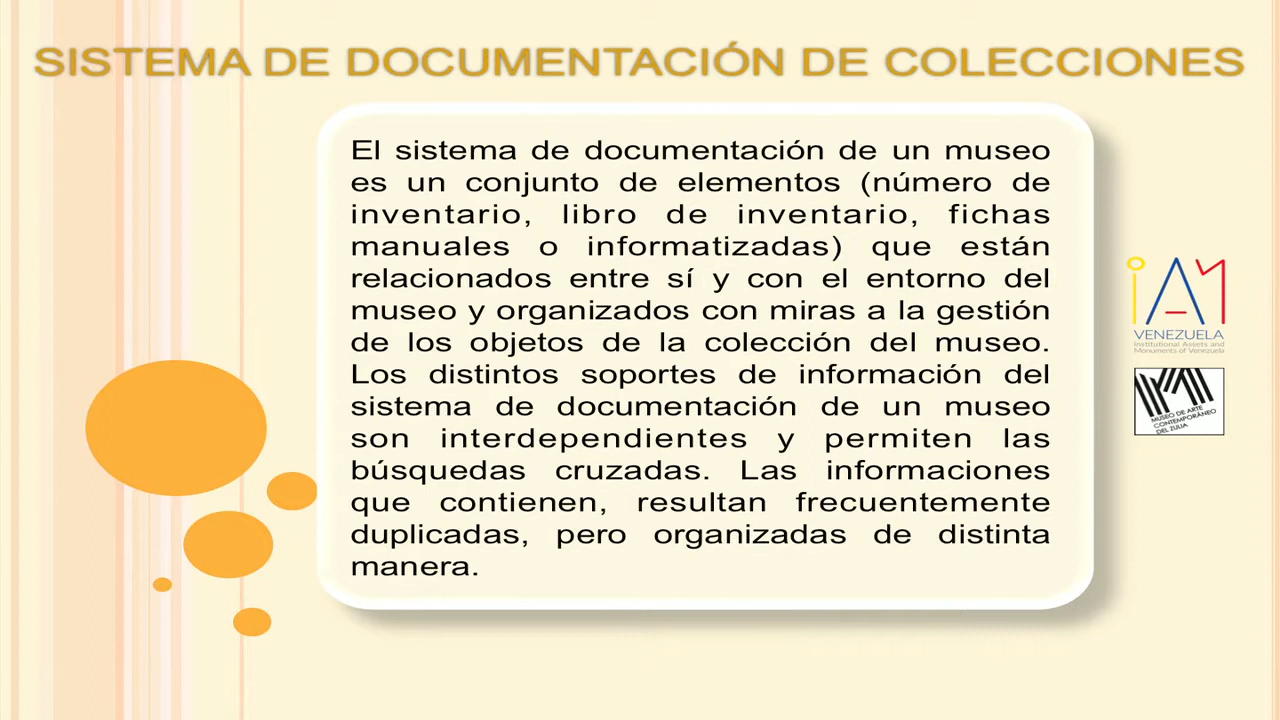 SISTEMA DE DOCUMENTACIÓN DE COLECCIONES
El sistema de documentación de un museo
es un conjunto de elementos (número de
inventario, libro de inventario, fichas
manuales o informatizadas) que están
relacionados entre sí y con el entorno del
museo y organizados con miras a la gestión
de los objetos de la colección del museo.
Los distintos soportes de información del
sistema de documentación de un museo
son interdependientes y permiten las
búsquedas cruzadas. Las informaciones
que contienen, resultan frecuentemente
duplicadas, pero organizadas de distinta
manera.
iAM
VENEZUELA
Institutional Assets and
Monuments of Venezuela
MUSEO DE ARTE
CONTEMPORÁNEO
DEL ZULIA